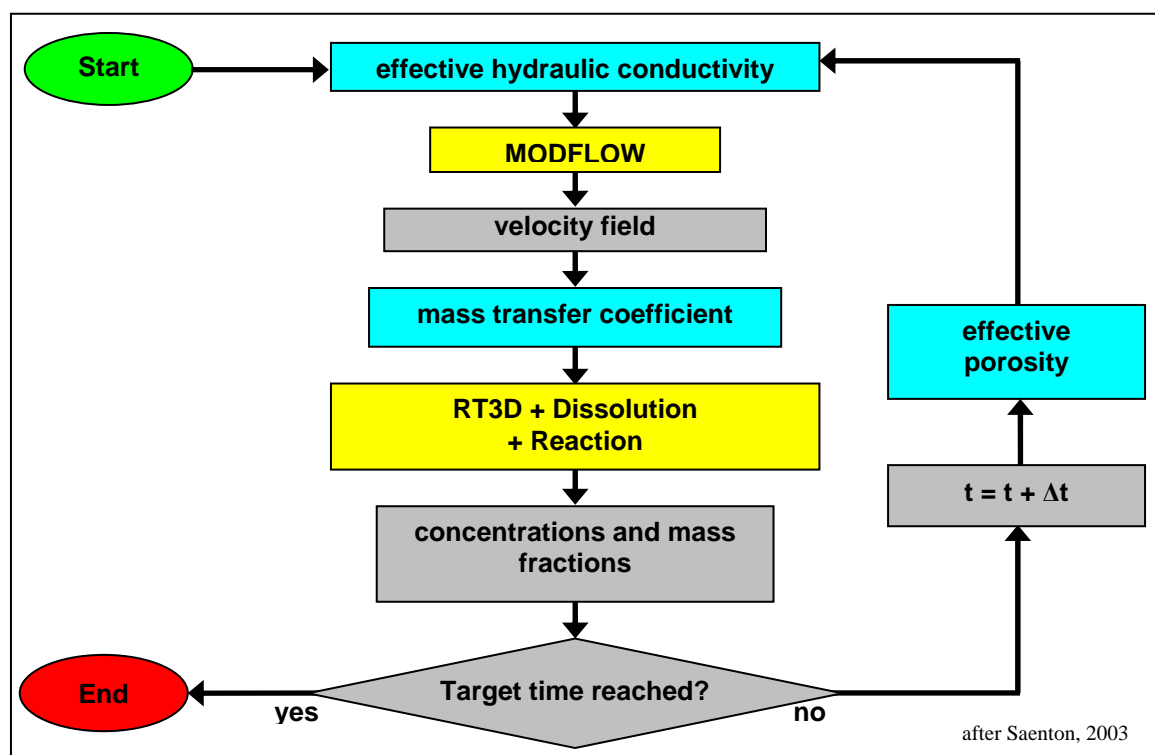 Start
effective hydraulic conductivity
MODFLOW
velocity field
mass transfer coefficient
RT3D + Dissolution
+ Reaction
concentrations and mass
fractions
Target time reached?
yes
End
no
t = t + Δt
effective
porosity
after Saenton, 2003